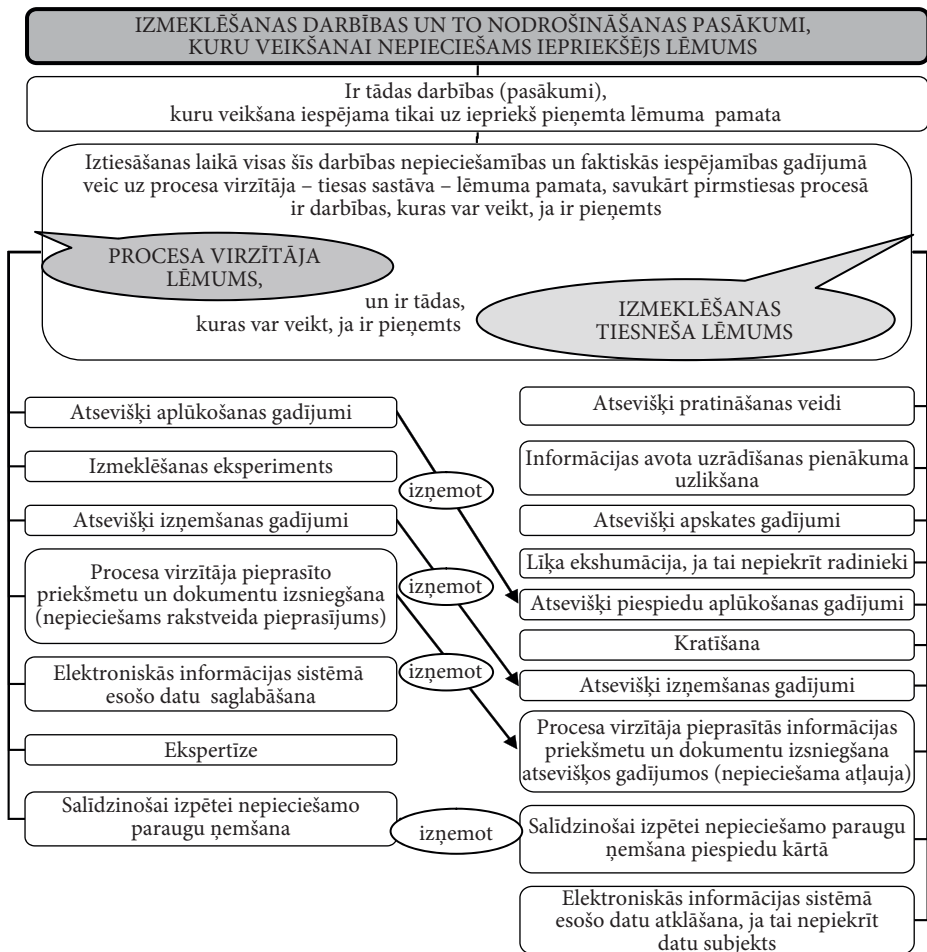 IZMEKLĒŠANAS DARBĪBAS UN TO NODROŠINĀŠANAS PASĀKUMI,
KURU VEIKŠANAI NEPIECIEŠAMS IEPRIEKŠĒJS LĒMUMS
Ir tādas darbības (pasākumi),
kuru veikšana iespējama tikai uz iepriekš pieņemta lēmuma pamata
Iztiesāšanas laikā visas šīs darbības nepieciešamības un faktiskās iespējamības gadījumā
veic uz procesa virzītāja – tiesas sastāva – lēmuma pamata, savukārt pirmstiesas procesā
ir darbības, kuras var veikt, ja ir pieņemts
PROCESA VIRZĪTĀJA
LĒMUMS,
un ir tādas,
kuras var veikt, ja ir pieņemts
IZMEKLĒŠANAS
TIESNEŠA LĒMUMS
Atsevišķi aplūkošanas gadījumi
Izmeklēšanas eksperiments
Atsevišķi izņemšanas gadījumi
Procesa virzītāja pieprasīto
priekšmetu un dokumentu izsniegšana
(nepieciešams rakstveida pieprasījums)
Elektroniskās informācijas sistēmā
esošo datu saglabāšana
Ekspertīze
Salīdzinošai izpētei nepieciešamo
paraugu ņemšana
izņemot
izņemot
izņemot
izņemot
Atsevišķi pratināšanas veidi
Informācijas avota uzrādīšanas pienākuma
uzlikšana
Atsevišķi apskates gadījumi
Līķa ekshumācija, ja tai nepiekrīt radinieki
Atsevišķi piespiedu aplūkošanas gadījumi
Kratīšana
Atsevišķi izņemšanas gadījumi
Procesa virzītāja pieprasītās informācijas
priekšmetu un dokumentu izsniegšana
atsevišķos gadījumos (nepieciešama atļauja)
Salīdzinošai izpētei nepieciešamo paraugu
ņemšana piespiedu kārtā
Elektroniskās informācijas sistēmā
esošo datu atklāšana, ja tai nepiekrīt
datu subjekts